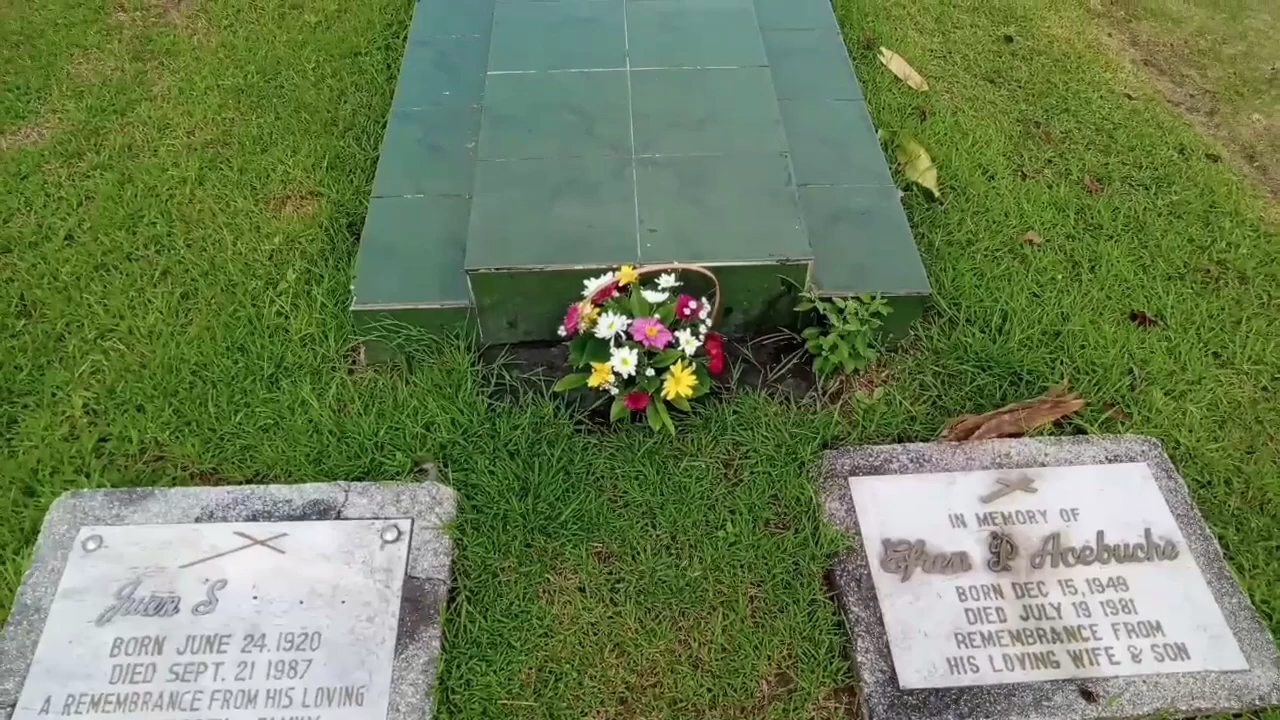 Juan S
BORN JUNE 24. 1920
DIED SEPT. 21 1987
A REMEMBRANCE FROM HIS LOVING
FAMILY
IN MEMORY OF
Efren P Acebuche
BORN DEC 15, 1949
DIED JULY 19 1981
REMEMBRANCE FROM
HIS LOVING WIFE & SON